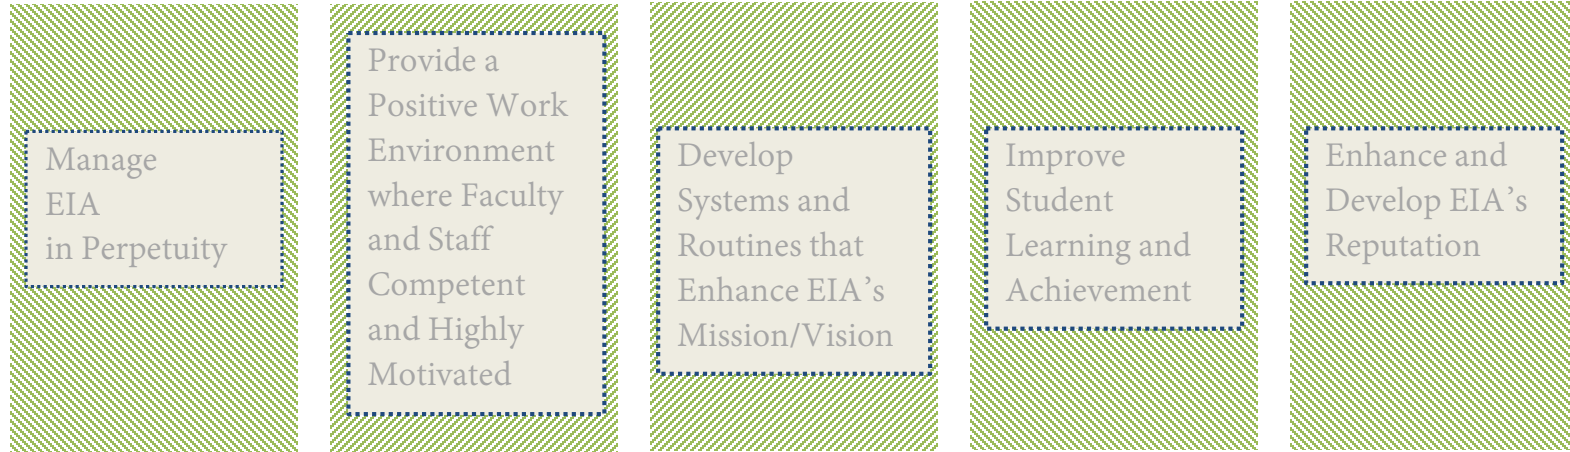 Manage
EIA
in Perpetuity
Provide a
Positive Work
Environment
where Faculty
and Staff
Competent
and Highly
Motivated
Develop
Systems and
Routines that
Enhance EIA’s
Mission/Vision
Improve
Student
Learning and
Achievement
Enhance and
Develop EIA’s
Reputation